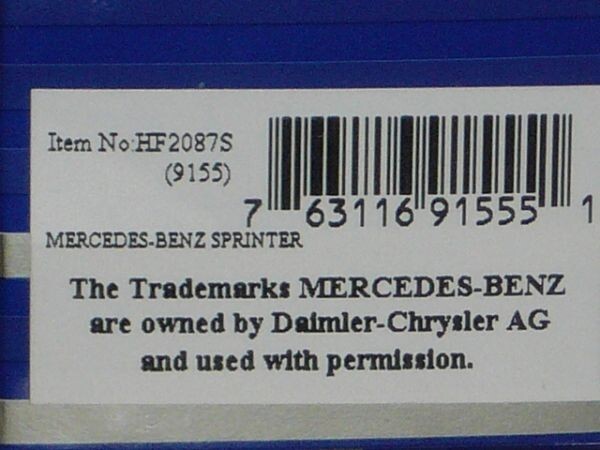 Item No:HF2087S
(9155)
7 63116 91555 1
MERCEDES-BENZ SPRINTER
The Trademarks MERCEDES-BENZ
are owned by Daimler-Chrysler AG
and used with permission.